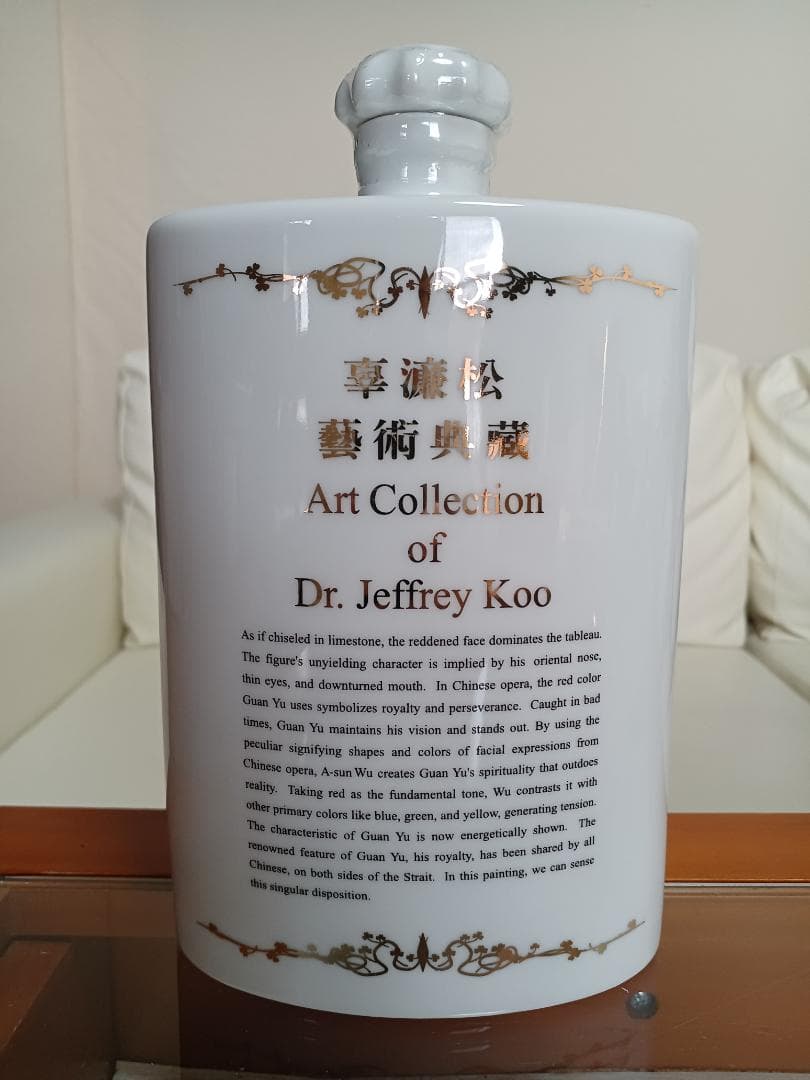 辜濓松
藝術典藏
Art Collection
of
Dr. Jeffrey Koo
As if chiseled in limestone, the reddened face dominates the tableau.
The figure's unyielding character is implied by his oriental nose,
thin eyes, and downturned mouth. In Chinese opera, the red color
Guan Yu uses symbolizes royalty and perseverance. Caught in bad
times, Guan Yu maintains his vision and stands out. By using the
peculiar signifying shapes and colors of facial expressions from
Chinese opera, A-sun Wu creates Guan Yu's spirituality that outdoes
reality. Taking red as the fundamental tone, Wu contrasts it with
other primary colors like blue, green, and yellow, generating tension.
The characteristic of Guan Yu is now energetically shown. The
renowned feature of Guan Yu, his royalty, has been shared by all
Chinese, on both sides of the Strait. In this painting, we can sense
this singular disposition.